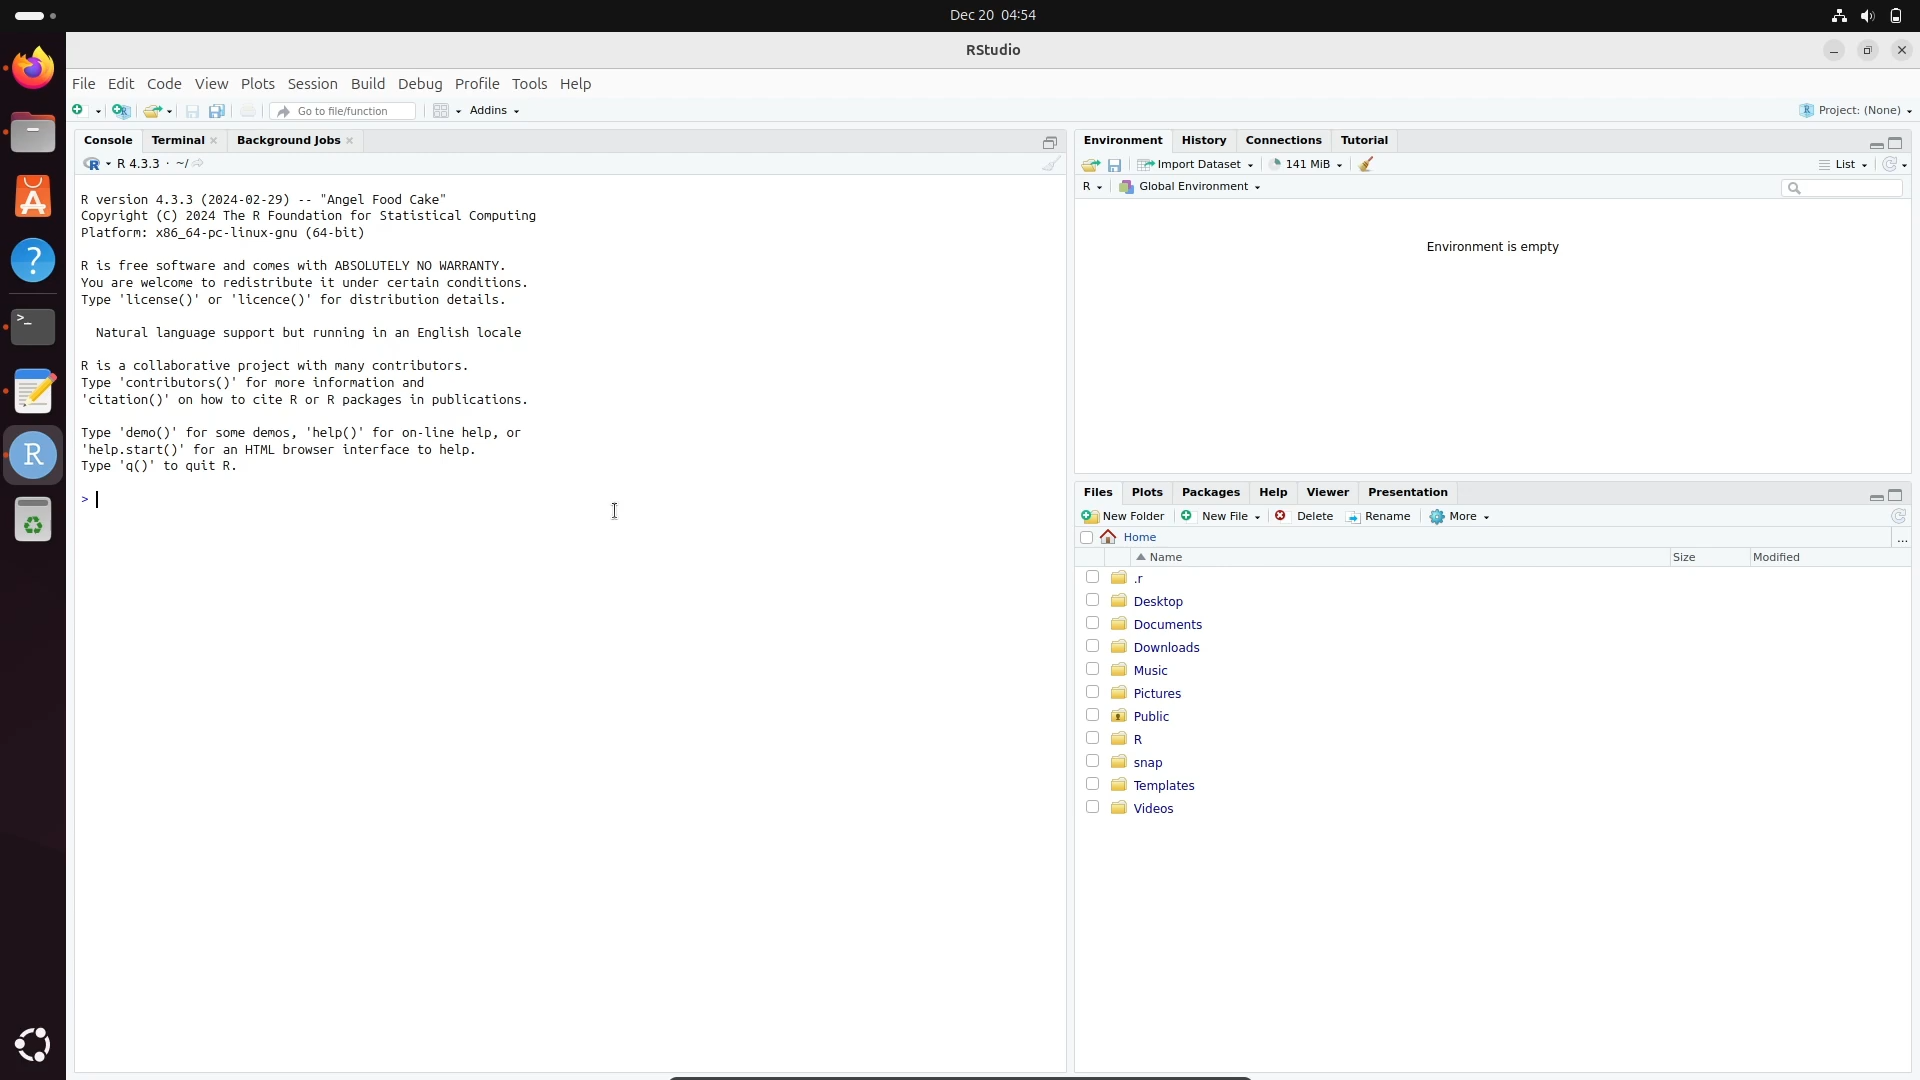 Dec 20 04:54
RStudio
File Edit Code View Plots Session Build Debug Profile Tools Help
Go to file/function Addins Project: (None)
Console Terminal Background Jobs
R 4.3.3 · ~/
R version 4.3.3 (2024-02-29) -- "Angel Food Cake"
Copyright (C) 2024 The R Foundation for Statistical Computing
Platform: x86_64-pc-linux-gnu (64-bit)
R is free software and comes with ABSOLUTELY NO WARRANTY.
You are welcome to redistribute it under certain conditions.
Type 'license()' or 'licence()' for distribution details.
Natural language support but running in an English locale
R is a collaborative project with many contributors.
Type 'contributors()' for more information and
'citation()' on how to cite R or R packages in publications.
Type 'demo()' for some demos, 'help()' for on-line help, or
'help.start()' for an HTML browser interface to help.
Type 'q()' to quit R.
>
Environment History Connections Tutorial
Import Dataset 141 MiB List
R Global Environment
Environment is empty
Files Plots Packages Help Viewer Presentation
New Folder New File Delete Rename More
Home ...
Name Size Modified
.r
Desktop
Documents
Downloads
Music
Pictures
Public
R
snap
Templates
Videos